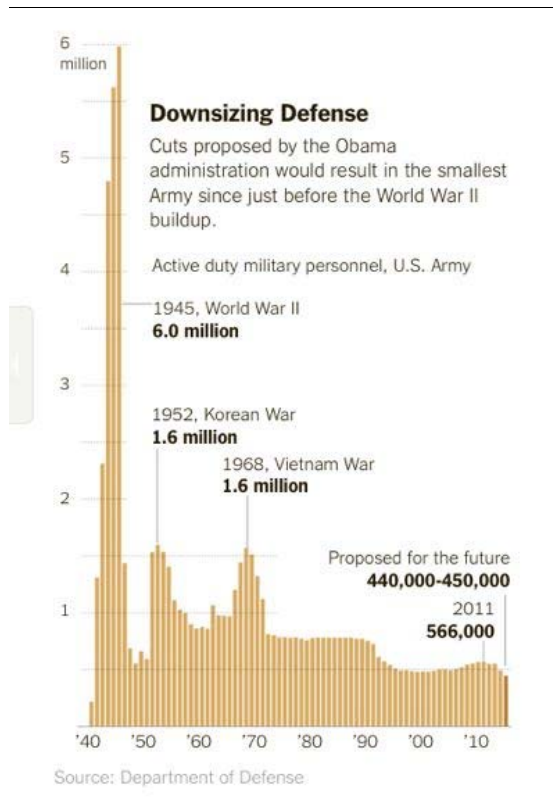 6
million
Downsizing Defense
Cuts proposed by the Obama
administration would result in the smallest
Army since just before the World War II
buildup.
5
4
Active duty military personnel, U.S. Army
1945, World War II
6.0 million
3
1952, Korean War
1.6 million
1968, Vietnam War
1.6 million
2
Proposed for the future
440,000-450,000
1
2011
566,000
'40 '50 '60 '70 '80 '90 '00 '10
Source: Department of Defense